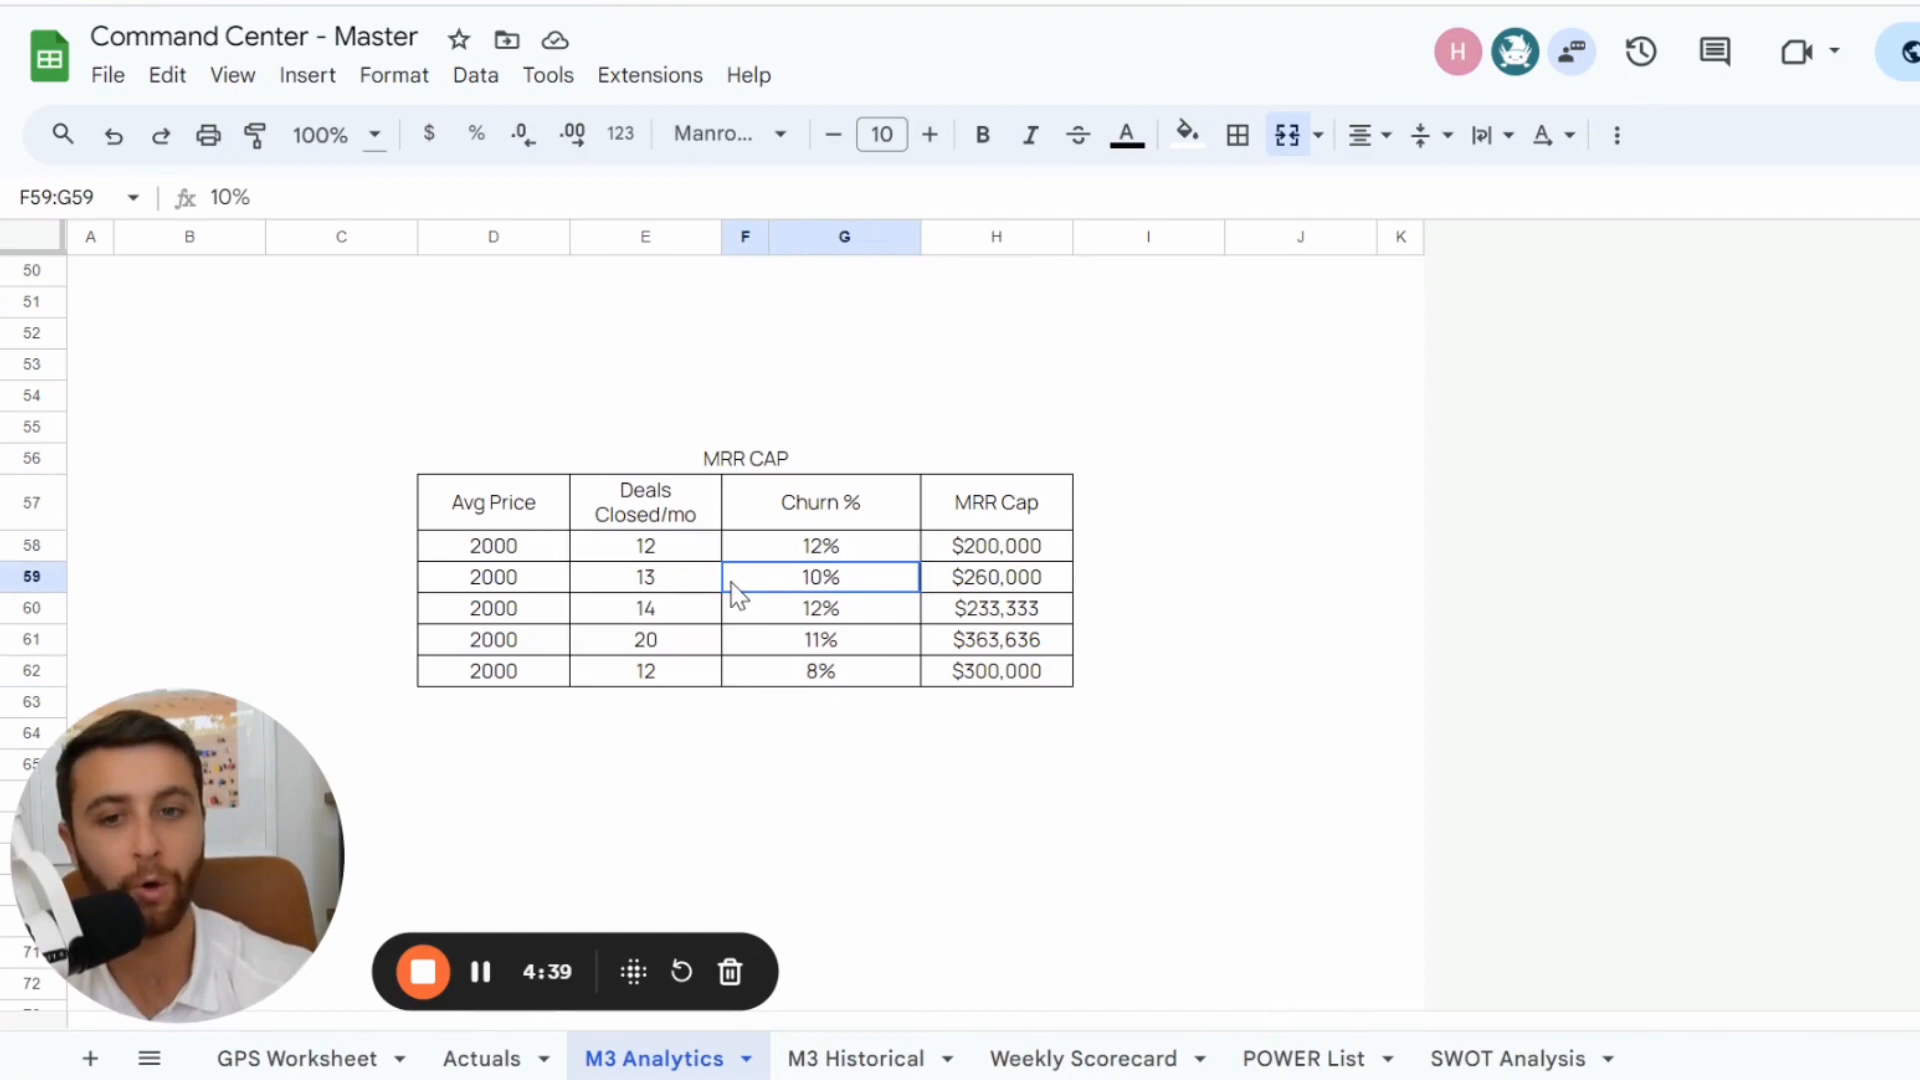 Command Center - Master
H
File Edit View Insert Format Data Tools Extensions Help
100% $ % .0 .00 123 Manro... 10 B I A A
F59:G59 fx 10%
A B C D E F G H I J K
50
51
52
53
54
55
56 MRR CAP
57 Avg Price Deals Closed/mo Churn % MRR Cap
58 2000 12 12% $200,000
59 2000 13 10% $260,000
60 2000 14 12% $233,333
61 2000 20 11% $363,636
62 2000 12 8% $300,000
63
64
65
71
72
4:39
GPS Worksheet Actuals M3 Analytics M3 Historical Weekly Scorecard POWER List SWOT Analysis